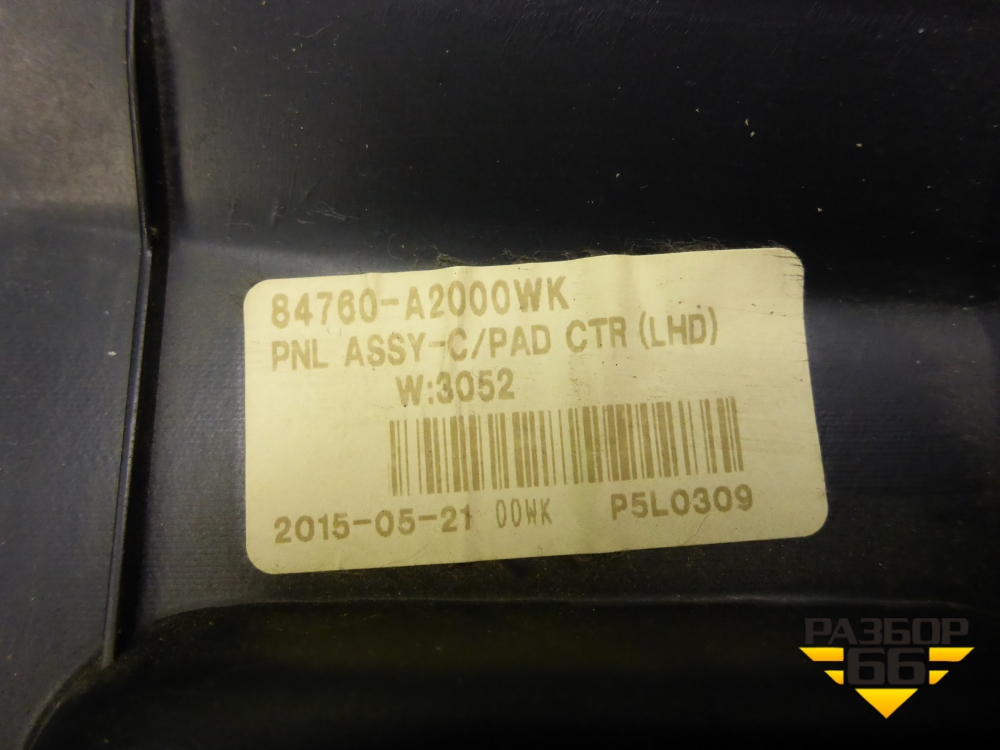 84760-A2000WK
PNL ASSY-C/PAD CTR (LHD)
W:3052
2015-05-21 00WK P5L0309
РАЗБОР
66